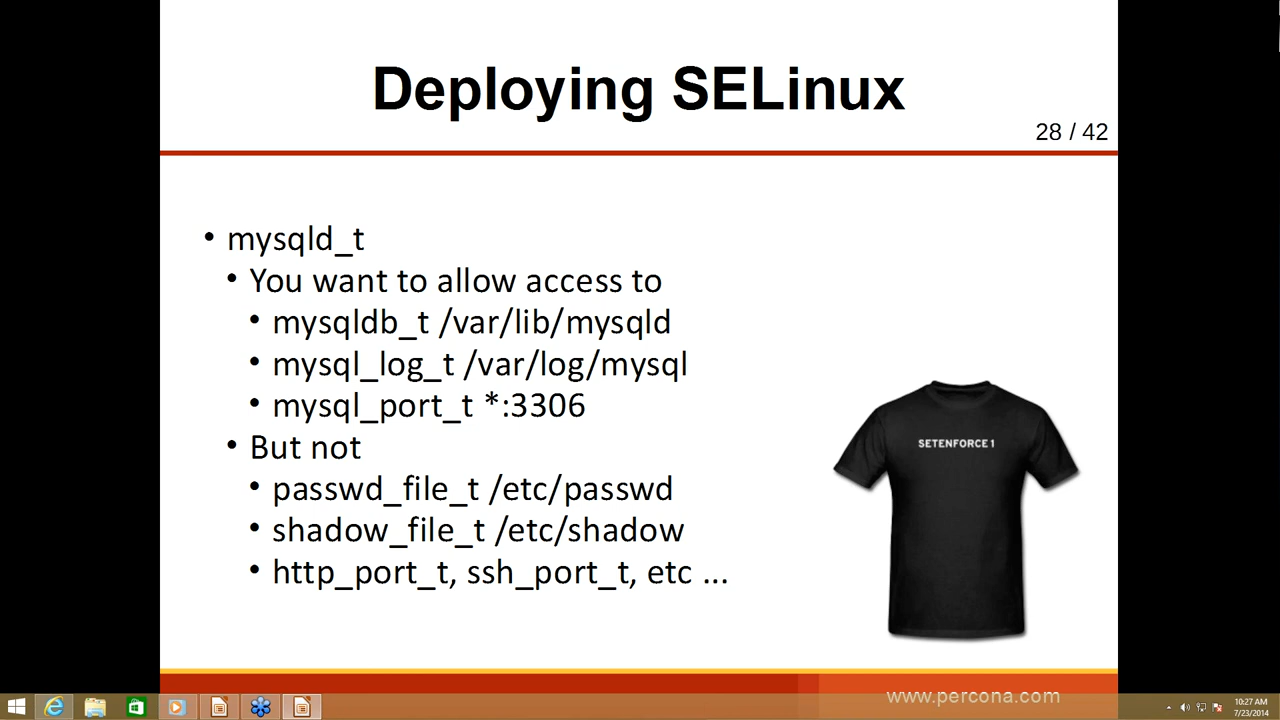 Deploying SELinux
28 / 42
• mysqld_t
• You want to allow access to
• mysqldb_t /var/lib/mysqld
• mysql_log_t /var/log/mysql
• mysql_port_t *:3306
• But not
• passwd_file_t /etc/passwd
• shadow_file_t /etc/shadow
• http_port_t, ssh_port_t, etc ...
SETENFORCE 1
www.percona.com
10:27 AM
7/23/2014